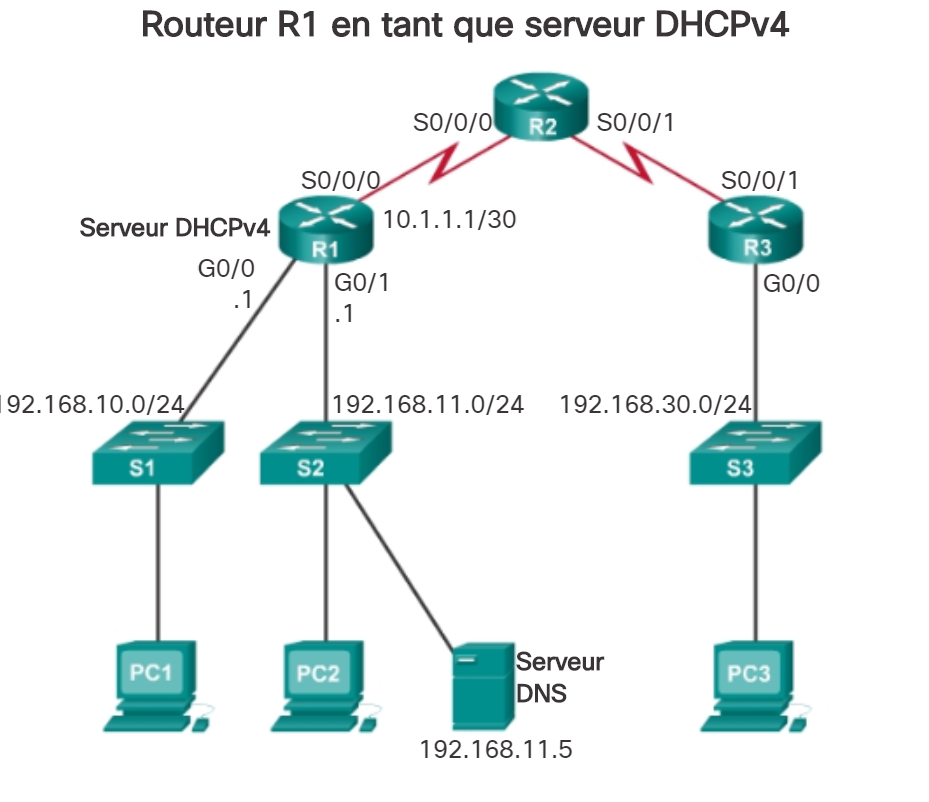 Routeur R1 en tant que serveur DHCPv4
R2
S0/0/0
S0/0/1
S0/0/0
S0/0/1
Serveur DHCPv4
10.1.1.1/30
R1
R3
G0/0
.1
G0/1
.1
G0/0
192.168.10.0/24
192.168.11.0/24
192.168.30.0/24
S1
S2
S3
PC1
PC2
Serveur
DNS
PC3
192.168.11.5